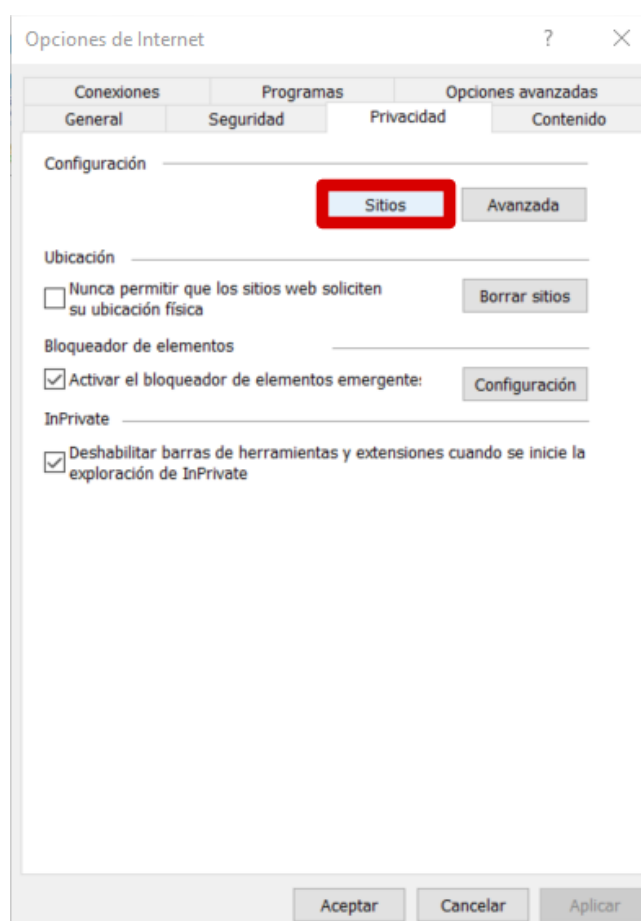 Opciones de Internet ? ×
Conexiones Programas Opciones avanzadas
General Seguridad Privacidad Contenido
Configuración
Sitios Avanzada
Ubicación
Nunca permitir que los sitios web soliciten
su ubicación física
Borrar sitios
Bloqueador de elementos
Activar el bloqueador de elementos emergentes
Configuración
InPrivate
Deshabilitar barras de herramientas y extensiones cuando se inicie la
exploración de InPrivate
Aceptar Cancelar Aplicar